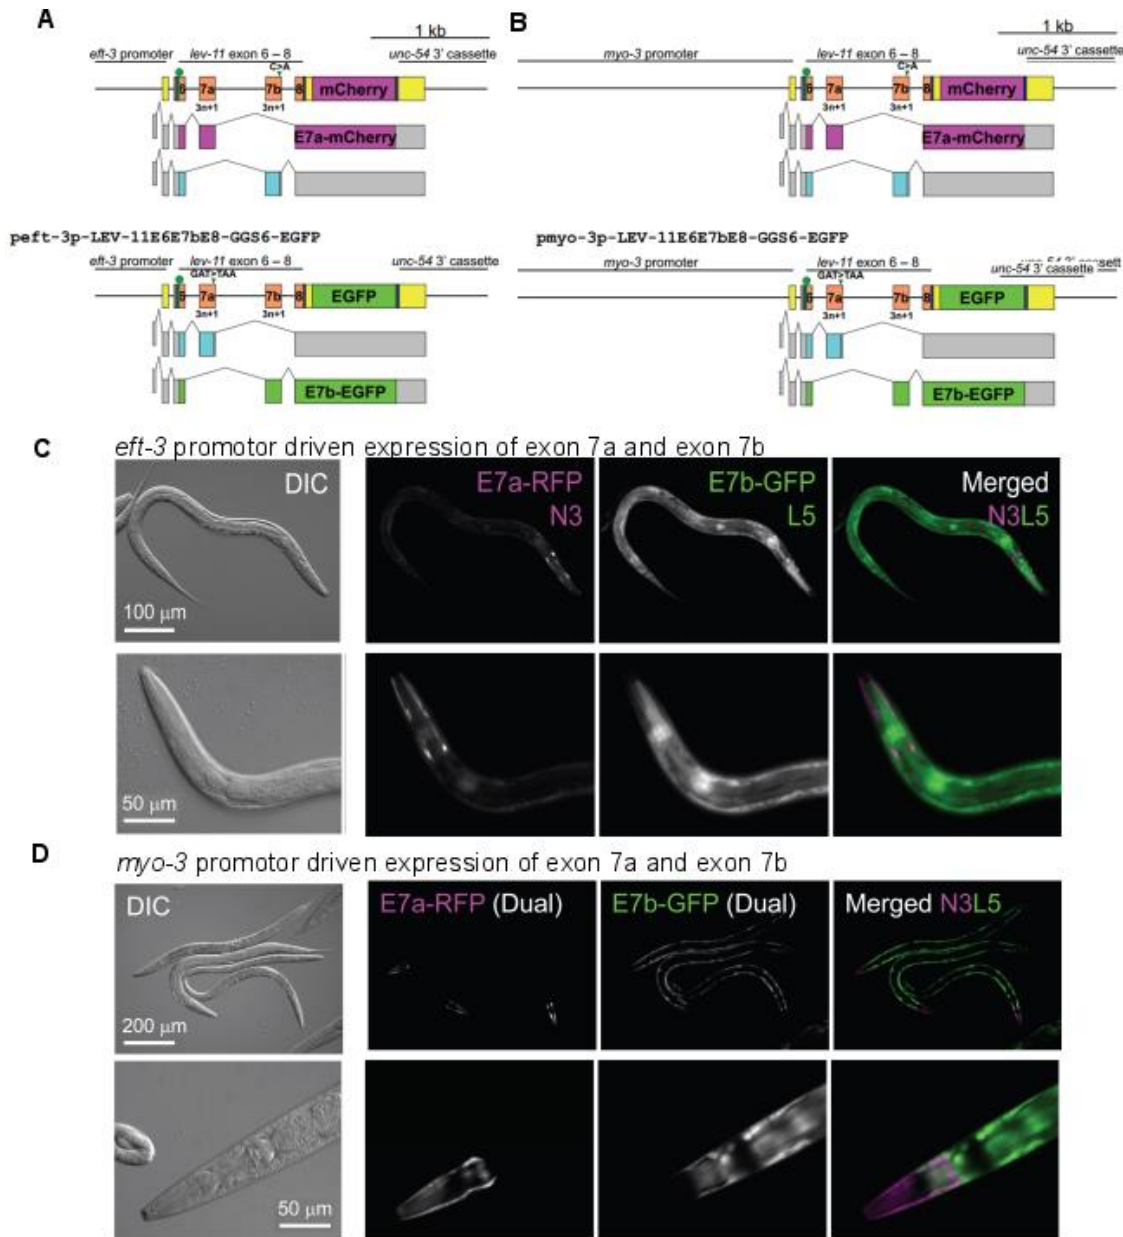 A
1 kb
eft-3 promoter lev-11 exon 6 – 8 unc-54 3' cassette
C>A
6 7a 7b 8 mCherry
3n+1 3n+1
E7a-mCherry
peft-3p-LEV-11E6E7bE8-GGS6-EGFP
eft-3 promoter lev-11 exon 6 – 8 unc-54 3' cassette
GAT>TAA
6 7a 7b 8 EGFP
3n+1 3n+1
E7b-EGFP
B
1 kb
myo-3 promoter lev-11 exon 6 – 8 unc-54 3' cassette
C>A
6 7a 7b 8 mCherry
3n+1 3n+1
E7a-mCherry
pmyo-3p-LEV-11E6E7bE8-GGS6-EGFP
myo-3 promoter lev-11 exon 6 – 8 unc-54 3' cassette
GAT>TAA
6 7a 7b 8 EGFP
3n+1 3n+1
E7b-EGFP
C
eft-3 promotor driven expression of exon 7a and exon 7b
DIC
100 µm
E7a-RFP
N3
E7b-GFP
L5
Merged
N3L5
50 µm
D
myo-3 promotor driven expression of exon 7a and exon 7b
DIC
200 µm
E7a-RFP (Dual)
E7b-GFP (Dual)
Merged N3L5
50 µm